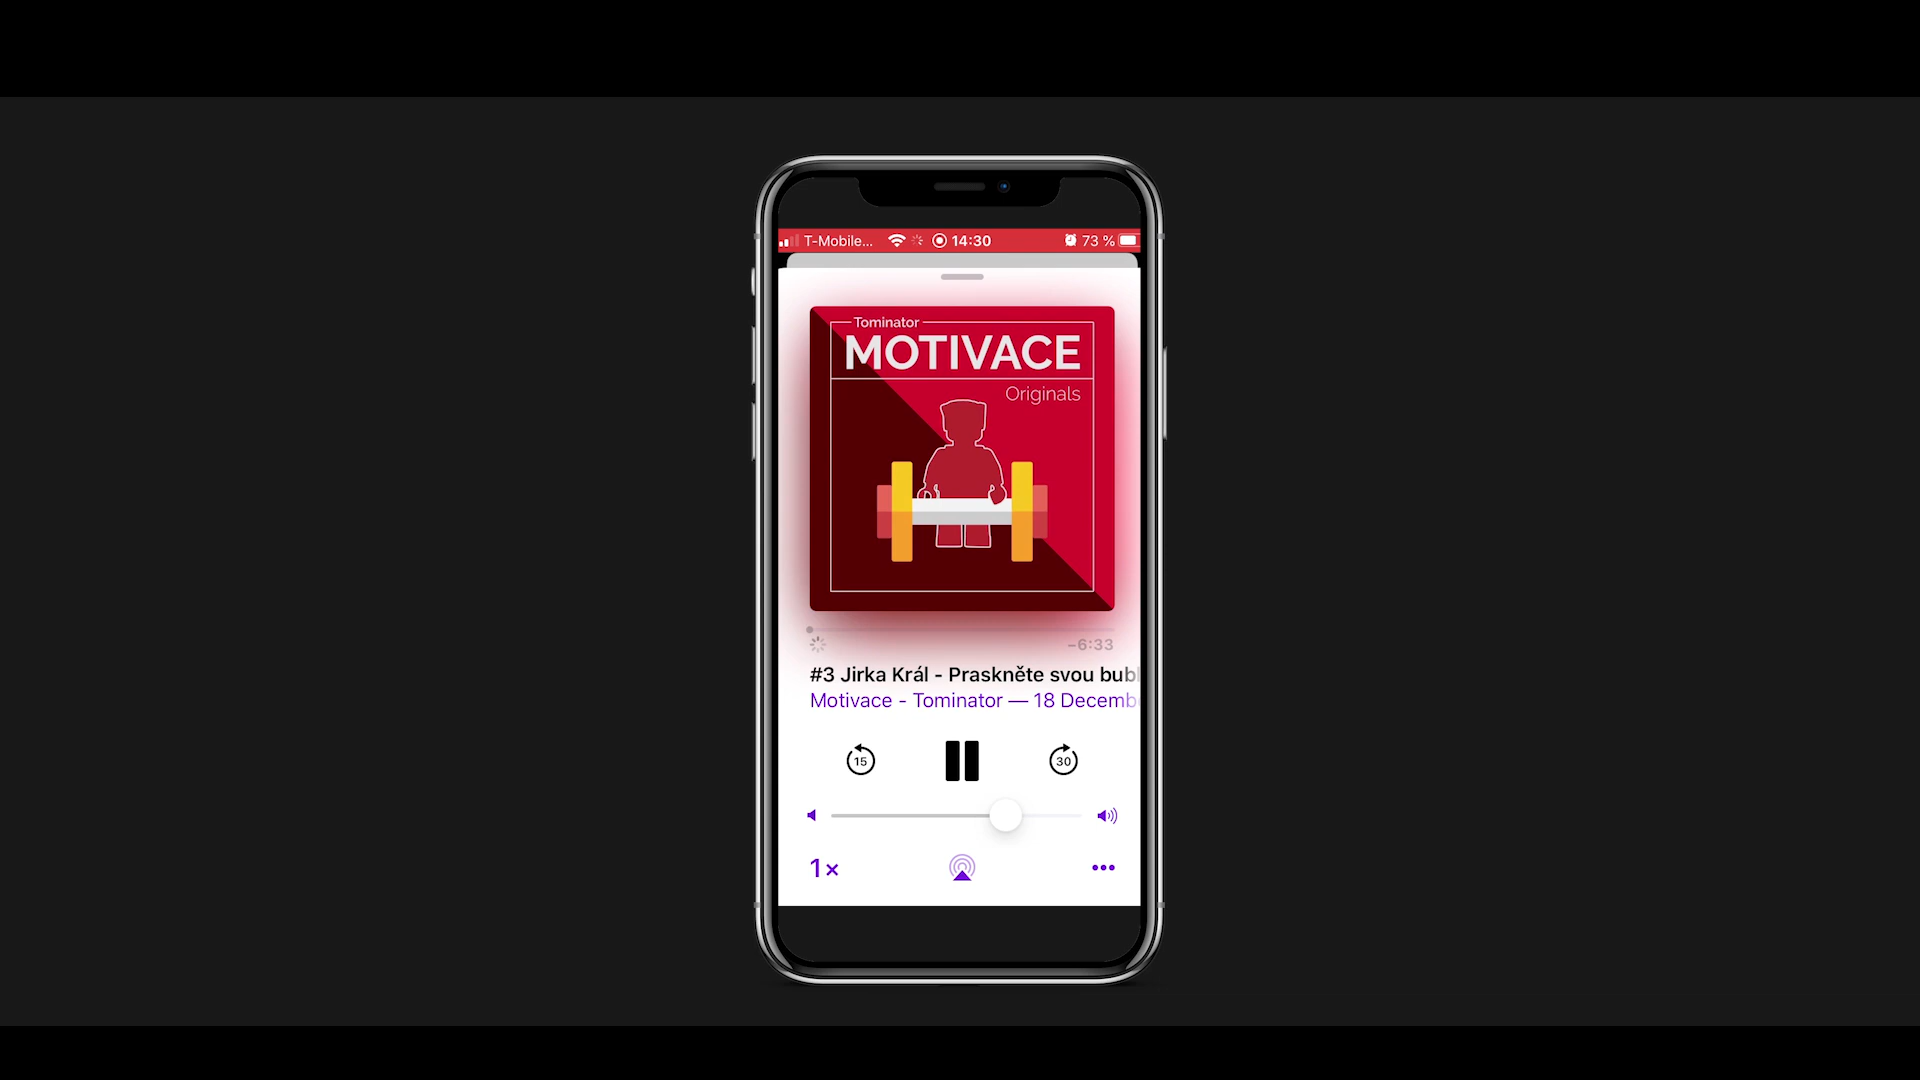 T-Mobile... 14:30 73 %
Tominator
MOTIVACE
Originals
−6:33
#3 Jirka Král - Praskněte svou bubl
Motivace - Tominator — 18 Decemb
15 30
1×